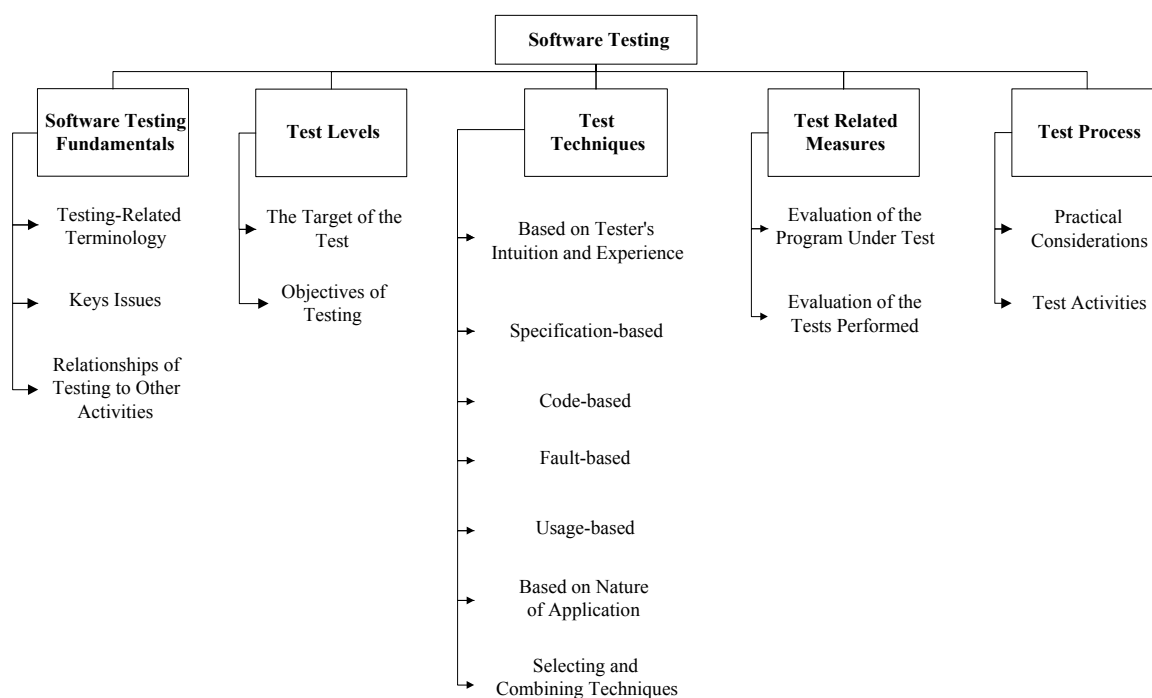 Software Testing
Software Testing
Fundamentals
Testing-Related
Terminology
Keys Issues
Relationships of
Testing to Other
Activities
Test Levels
The Target of the
Test
Objectives of
Testing
Test
Techniques
Based on Tester's
Intuition and Experience
Specification-based
Code-based
Fault-based
Usage-based
Based on Nature
of Application
Selecting and
Combining Techniques
Test Related
Measures
Evaluation of the
Program Under Test
Evaluation of the
Tests Performed
Test Process
Practical
Considerations
Test Activities